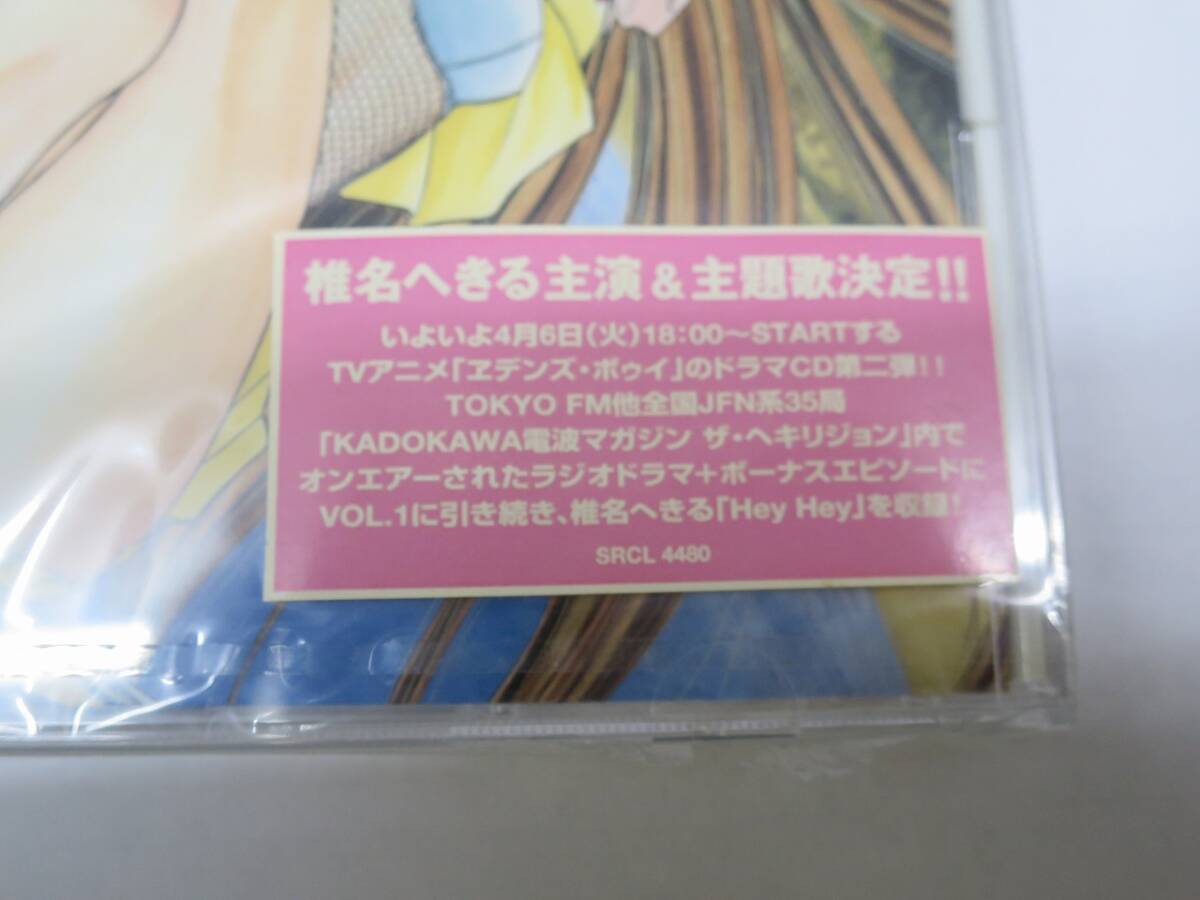 椎名へきる主演&主題歌決定!!
いよいよ4月6日(火)18:00~STARTする
TVアニメ「ヱデンズ・ボゥイ」のドラマCD第二弾!!
TOKYO FM他全国JFN系35局
「KADOKAWA電波マガジン ザ・ヘキリジョン」内で
オンエアーされたラジオドラマ+ボーナスエピソードに
VOL.1に引き続き、椎名へきる「Hey Hey」を収録!
SRCL 4480